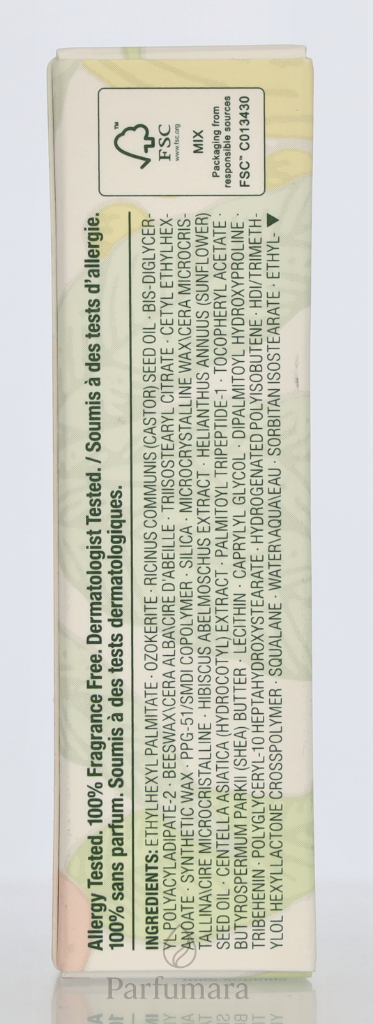 Allergy Tested. 100% Fragrance Free. Dermatologist Tested. / Soumis à des tests d'allergie.
100% sans parfum. Soumis à des tests dermatologiques.
INGREDIENTS: ETHYLHEXYL PALMITATE · OZOKERITE · RICINUS COMMUNIS (CASTOR) SEED OIL · BIS-DIGLYCER-
YL POLYACYLADIPATE-2 · BEESWAX\CERA ALBA\CIRE D'ABEILLE · TRIISOSTEARYL CITRATE · CETYL ETHYLHEX-
ANOATE · SYNTHETIC WAX · PPG-51/SMDI COPOLYMER · SILICA · MICROCRYSTALLINE WAX\CERA MICROCRIS-
TALLINA\CIRE MICROCRISTALLINE · HIBISCUS ABELMOSCHUS EXTRACT · HELIANTHUS ANNUUS (SUNFLOWER)
SEED OIL · CENTELLA ASIATICA (HYDROCOTYL) EXTRACT · PALMITOYL TRIPEPTIDE-1 · TOCOPHERYL ACETATE ·
BUTYROSPERMUM PARKII (SHEA) BUTTER · LECITHIN · CAPRYLYL GLYCOL · DIPALMITOYL HYDROXYPROLINE ·
TRIBEHENIN · POLYGLYCERYL-10 HEPTAHYDROXYSTEARATE · HYDROGENATED POLYISOBUTENE · HDI/TRIMETH-
YLOL HEXYLLACTONE CROSSPOLYMER · SQUALANE · WATER\AQUA\EAU · SORBITAN ISOSTEARATE · ETHYL-▼
™
FSC
www.fsc.org
MIX
Packaging from
responsible sources
FSC™ C013430
Parfumara